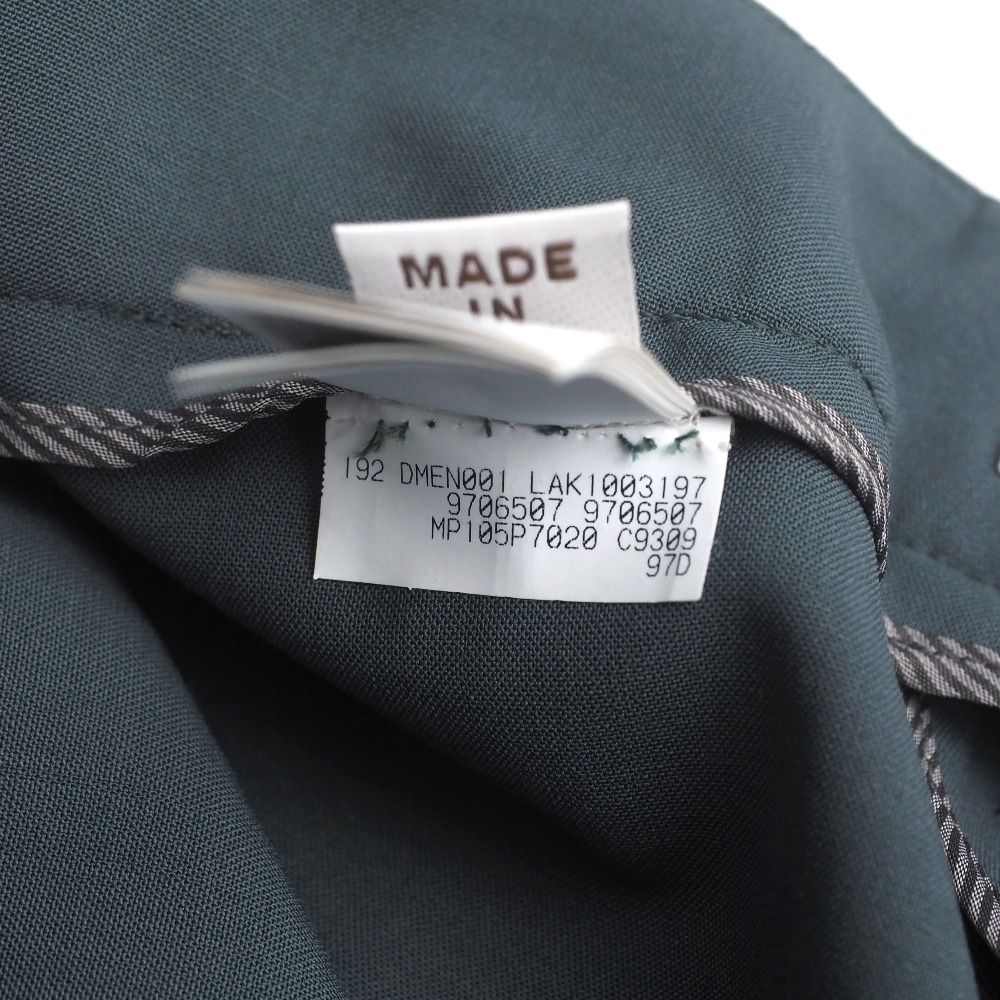 MADE
IN
192 DMEN001 LAK1003197
9706507 9706507
MP105P7020 C9309
97D